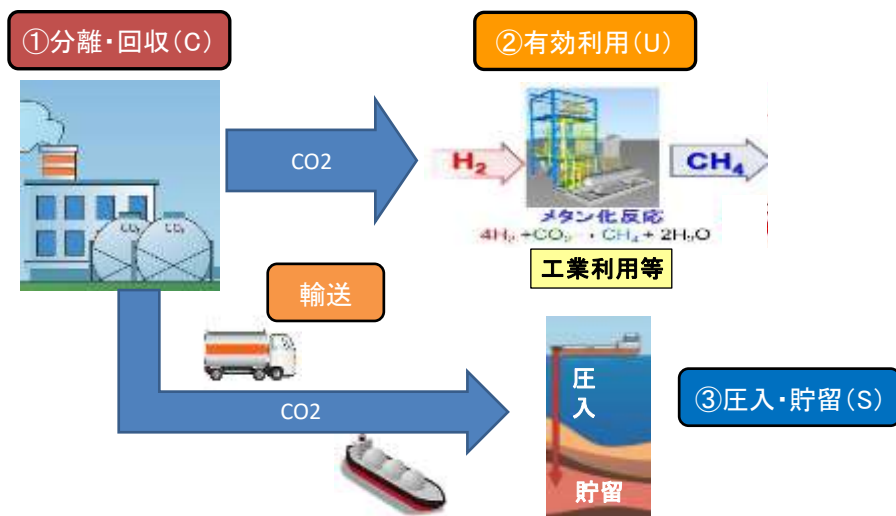 ①分離・回収(C)
②有効利用(U)
CO2
H₂
CH₄
CO₂
CO₂
メタン化反応
4H₂ +CO₂ → CH₄ + 2H₂O
工業利用等
輸送
圧
入
③圧入・貯留(S)
CO2
貯留